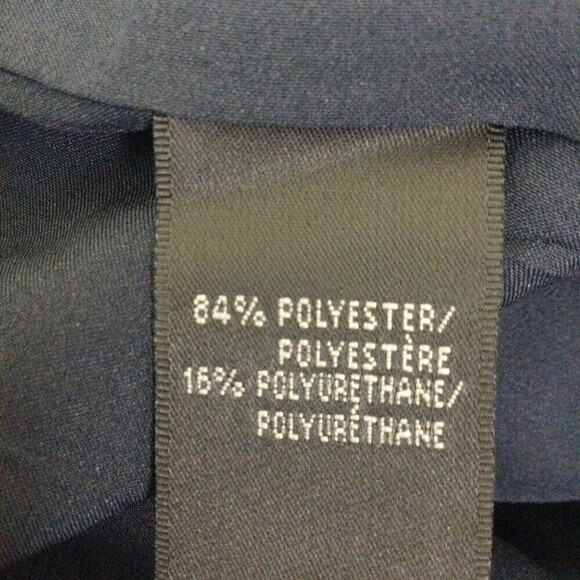 84% POLYESTER/
POLYESTÈRE
16% POLYURETHANE/
POLYURÉTHANE